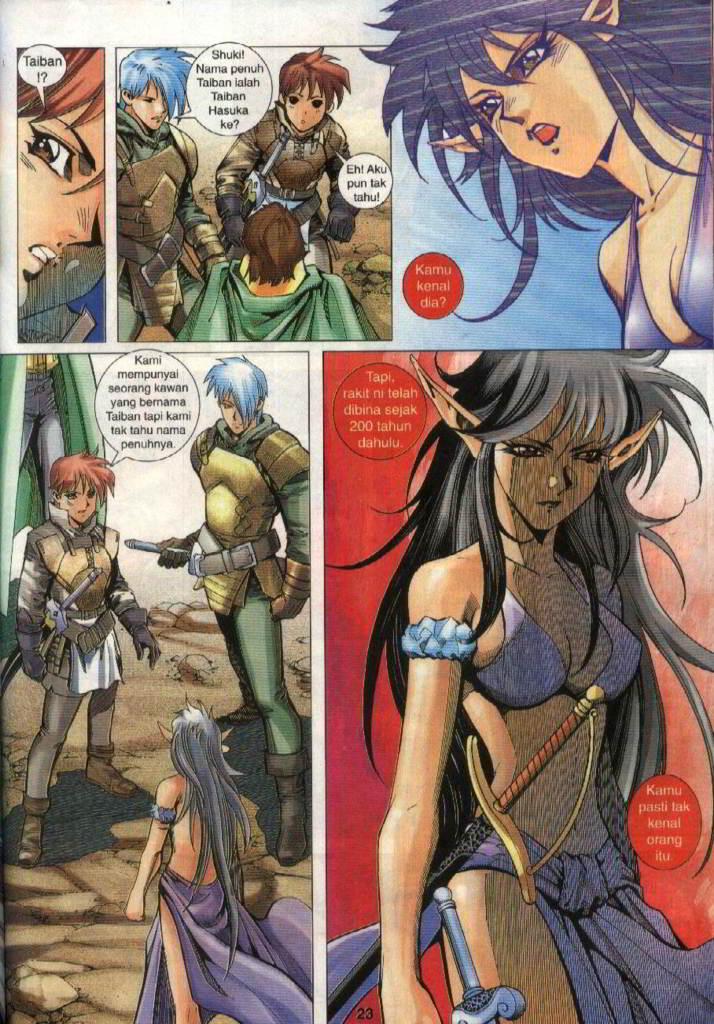 Taiban
!?
Shuki!
Nama penuh
Taiban ialah
Taiban
Hasuka
ke?
Eh! Aku
pun tak
tahu!
Kamu
kenal
dia?
Kami
mempunyai
seorang kawan
yang bernama
Taiban tapi kami
tak tahu nama
penuhnya.
Tapi,
rakit ni telah
dibina sejak
200 tahun
dahulu.
Kamu
pasti tak
kenal
orang
itu.
23